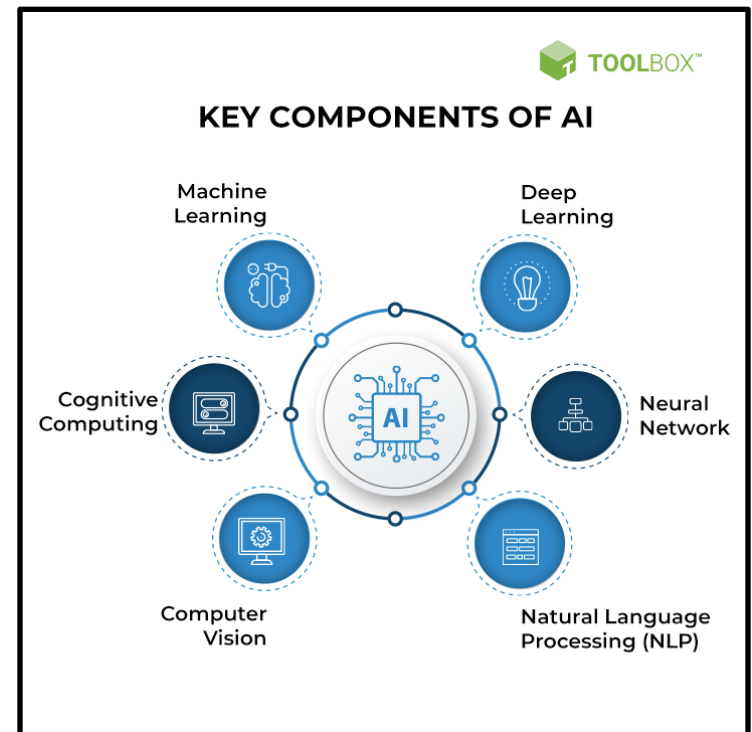 TOOLBOX™
KEY COMPONENTS OF AI
Machine
Learning
Deep
Learning
Cognitive
Computing
AI
Neural
Network
Computer
Vision
Natural Language
Processing (NLP)